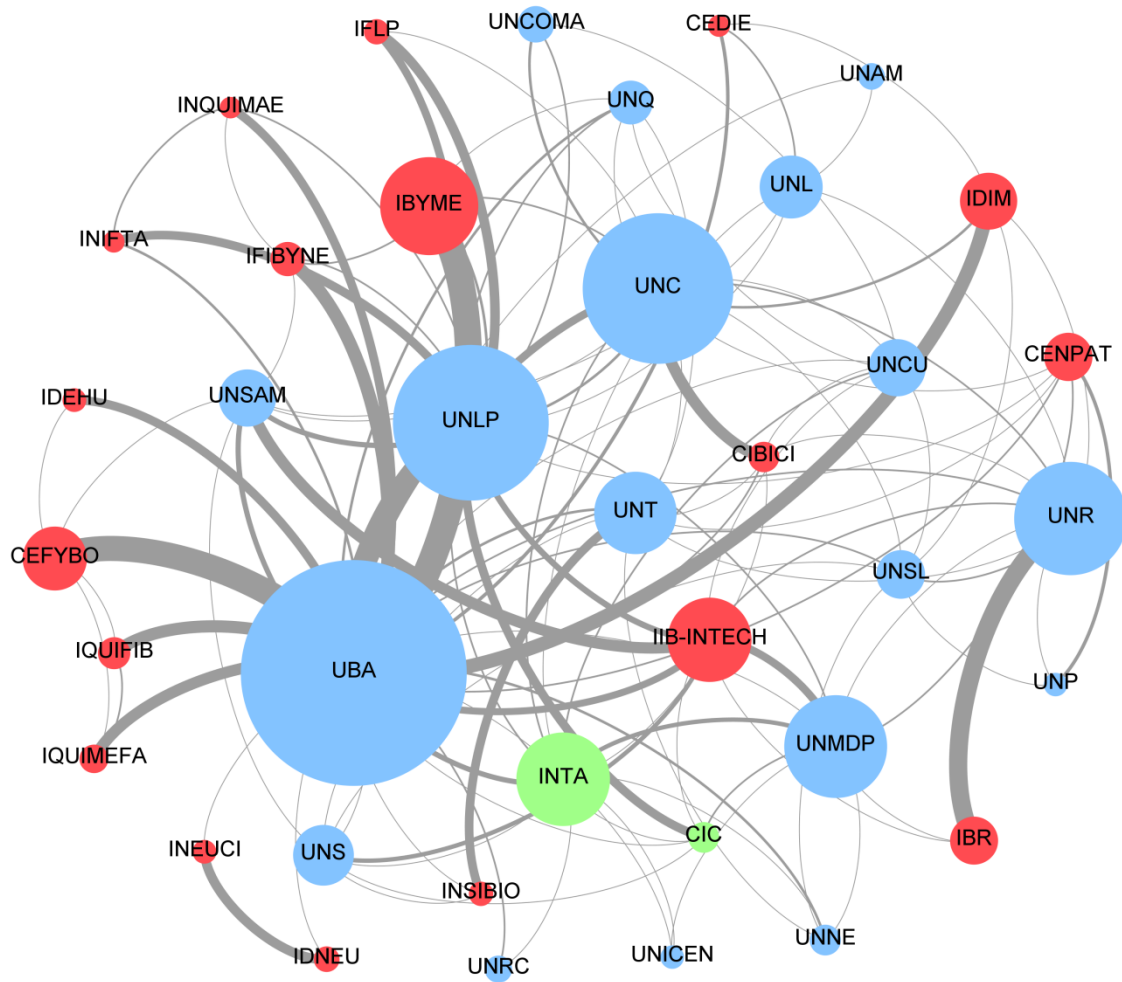 IFLP
UNCOMA
CEDIE
UNAM
INQUIMAE
UNQ
UNL
IBYME
IDIM
INIFTA
IFIBYNE
UNC
CENPAT
UNCU
IDEHU
UNSAM
UNLP
CIBICI
UNT
UNR
CEFYBO
UNSL
IQUIFIB
UBA
IIB-INTECH
UNP
IQUIMEFA
INTA
UNMDP
CIC
IBR
INEUCI
UNS
INSIBIO
IDNEU
UNRC
UNICEN
UNNE